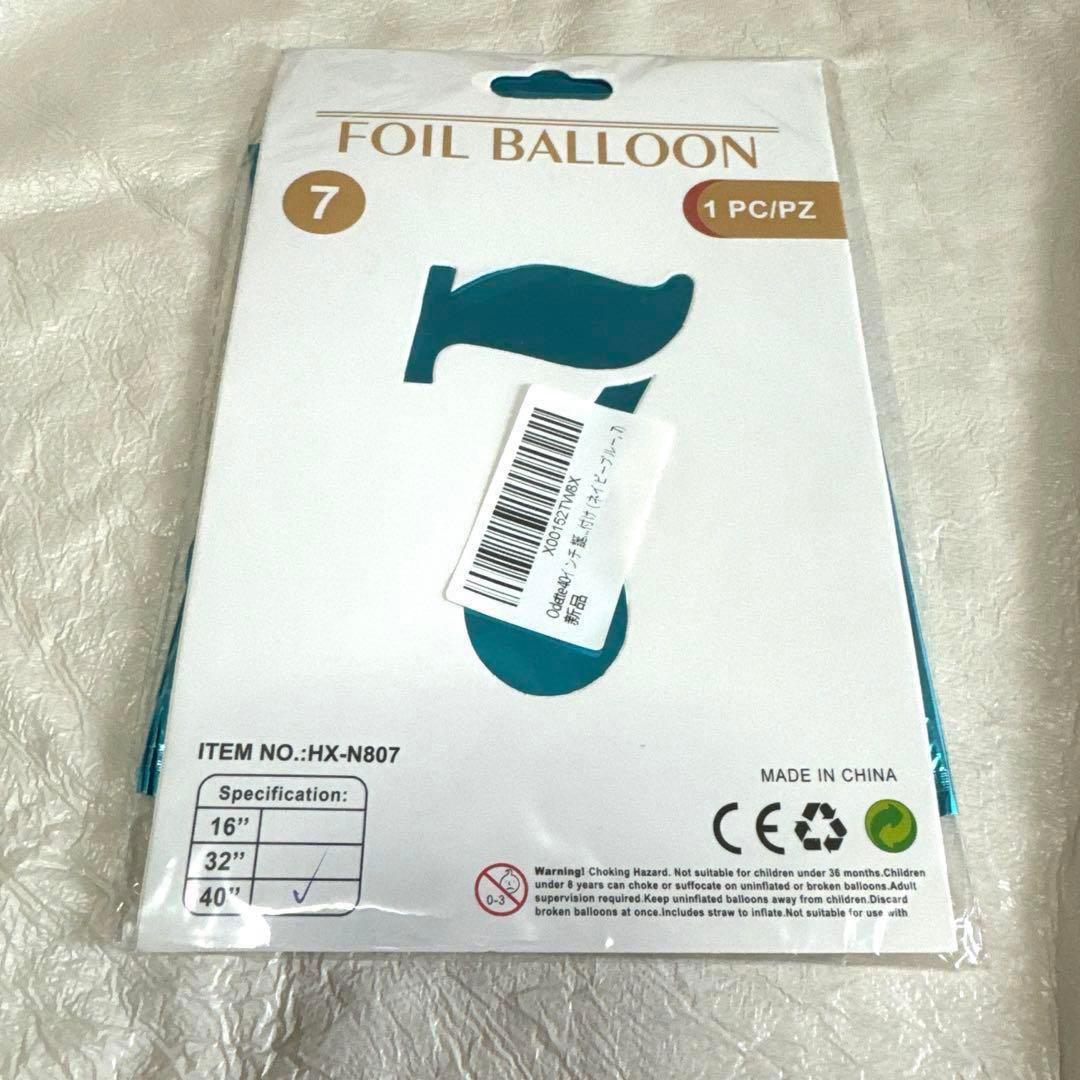 FOIL BALLOON
7
1 PC/PZ
X00152TW8X
Odette40インチ 誕...付け (ネイビーブルー, 7)
新品
ITEM NO.:HX-N807
Specification:
16”
32”
40” ✓
MADE IN CHINA
CE
0-3
Warning! Choking Hazard. Not suitable for children under 36 months.Children
under 8 years can choke or suffocate on uninflated or broken balloons.Adult
supervision required.Keep uninflated balloons away from children.Discard
broken balloons at once.Includes straw to inflate.Not suitable for use with